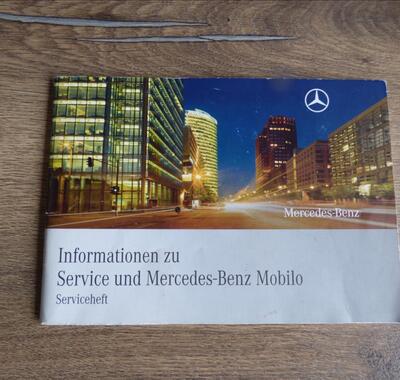 Mercedes-Benz
Informationen zu
Service und Mercedes-Benz Mobilo
Serviceheft